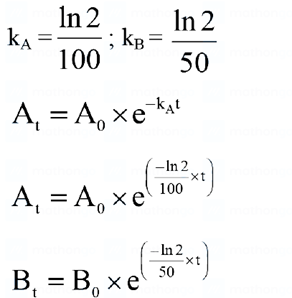 k_A = ln 2/100 ; k_B = ln 2/50
A_t = A_0 × e^(-k_A t)
A_t = A_0 × e^((-ln 2/100 × t))
B_t = B_0 × e^((-ln 2/50 × t))